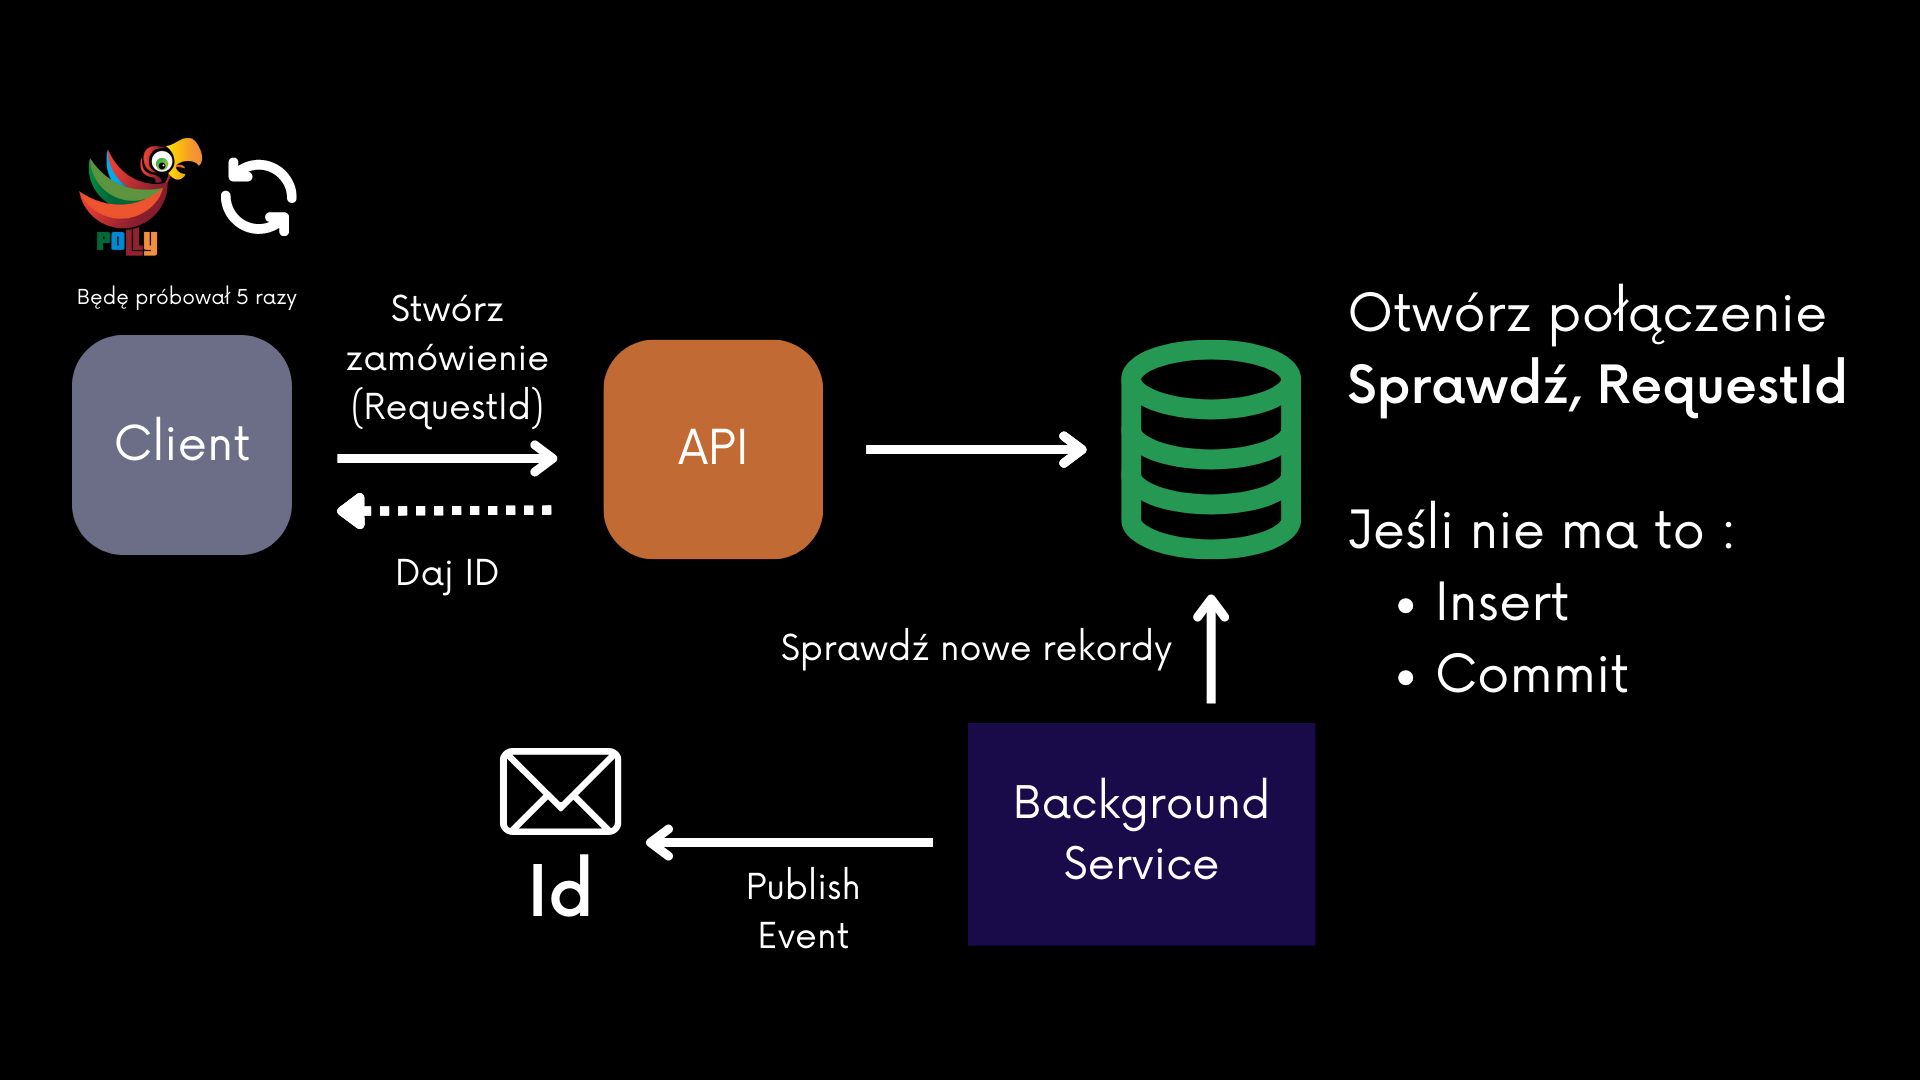 POLLY
Będę próbował 5 razy
Client
Stwórz
zamówienie
(RequestId)
Daj ID
API
Otwórz połączenie
Sprawdź, RequestId
Jeśli nie ma to :
• Insert
• Commit
Sprawdź nowe rekordy
Background
Service
Publish
Event
Id